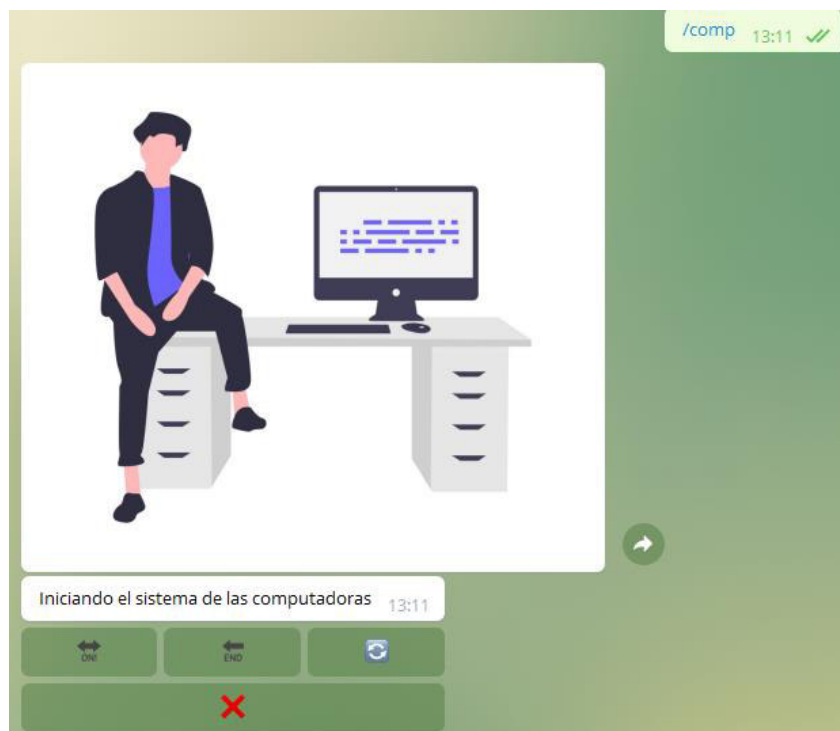 /comp 13:11
Iniciando el sistema de las computadoras 13:11
ON! END